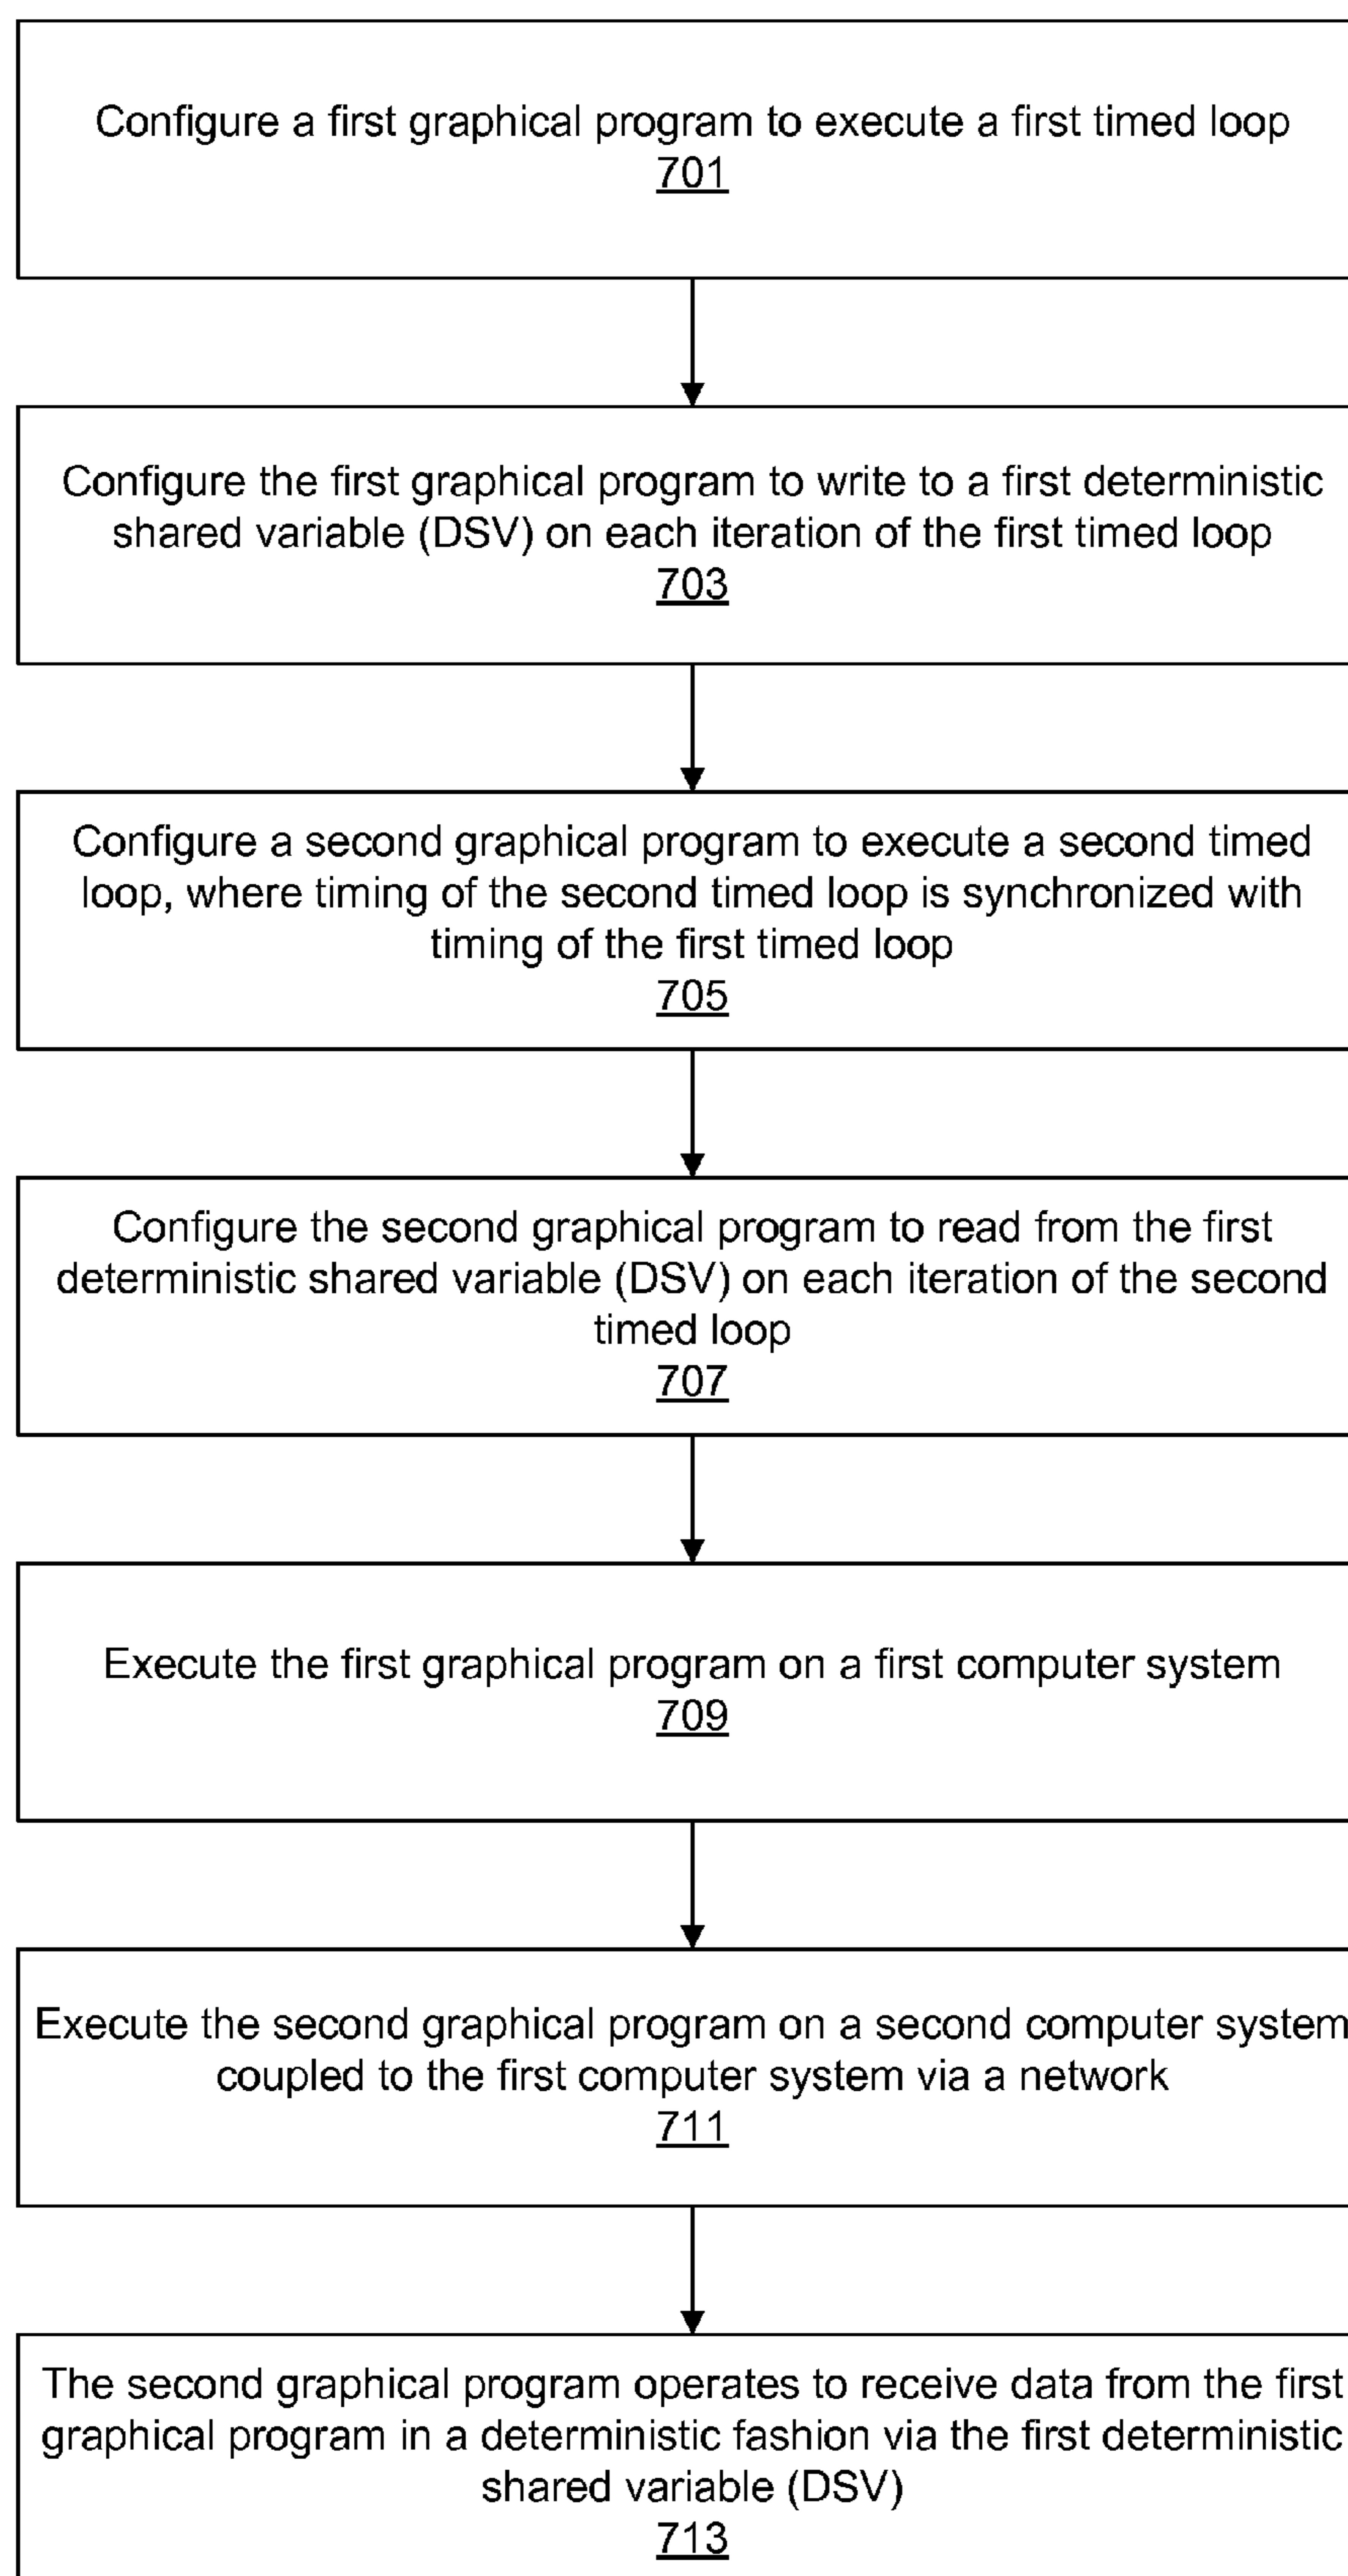 Configure a first graphical program to execute a first timed loop
701
Configure the first graphical program to write to a first deterministic
shared variable (DSV) on each iteration of the first timed loop
703
Configure a second graphical program to execute a second timed
loop, where timing of the second timed loop is synchronized with
timing of the first timed loop
705
Configure the second graphical program to read from the first
deterministic shared variable (DSV) on each iteration of the second
timed loop
707
Execute the first graphical program on a first computer system
709
Execute the second graphical program on a second computer system
coupled to the first computer system via a network
711
The second graphical program operates to receive data from the first
graphical program in a deterministic fashion via the first deterministic
shared variable (DSV)
713